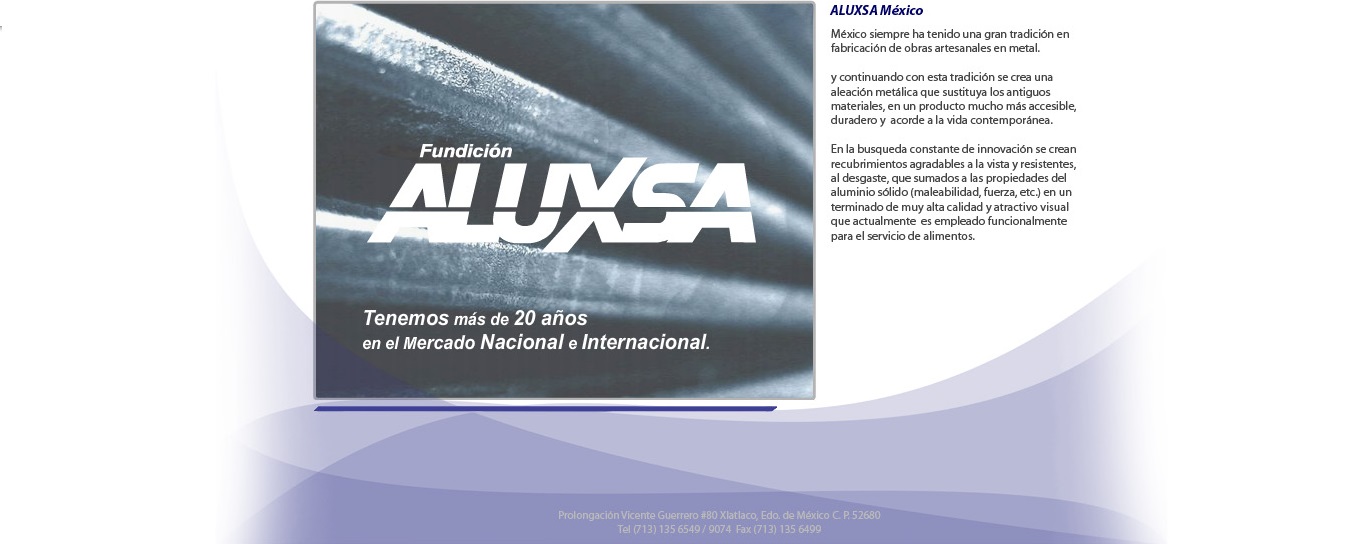 Fundición
ALUXSA
Tenemos más de 20 años
en el Mercado Nacional e Internacional.
ALUXSA México
México siempre ha tenido una gran tradición en
fabricación de obras artesanales en metal.
y continuando con esta tradición se crea una
aleación metálica que sustituya los antiguos
materiales, en un producto mucho más accesible,
duradero y acorde a la vida contemporánea.
En la busqueda constante de innovación se crean
recubrimientos agradables a la vista y resistentes,
al desgaste, que sumados a las propiedades del
aluminio sólido (maleabilidad, fuerza, etc.) en un
terminado de muy alta calidad y atractivo visual
que actualmente es empleado funcionalmente
para el servicio de alimentos.
Prolongación Vicente Guerrero #80 Xlatlaco, Edo. de México C. P. 52680
Tel (713) 135 6549 / 9074 Fax (713) 135 6499